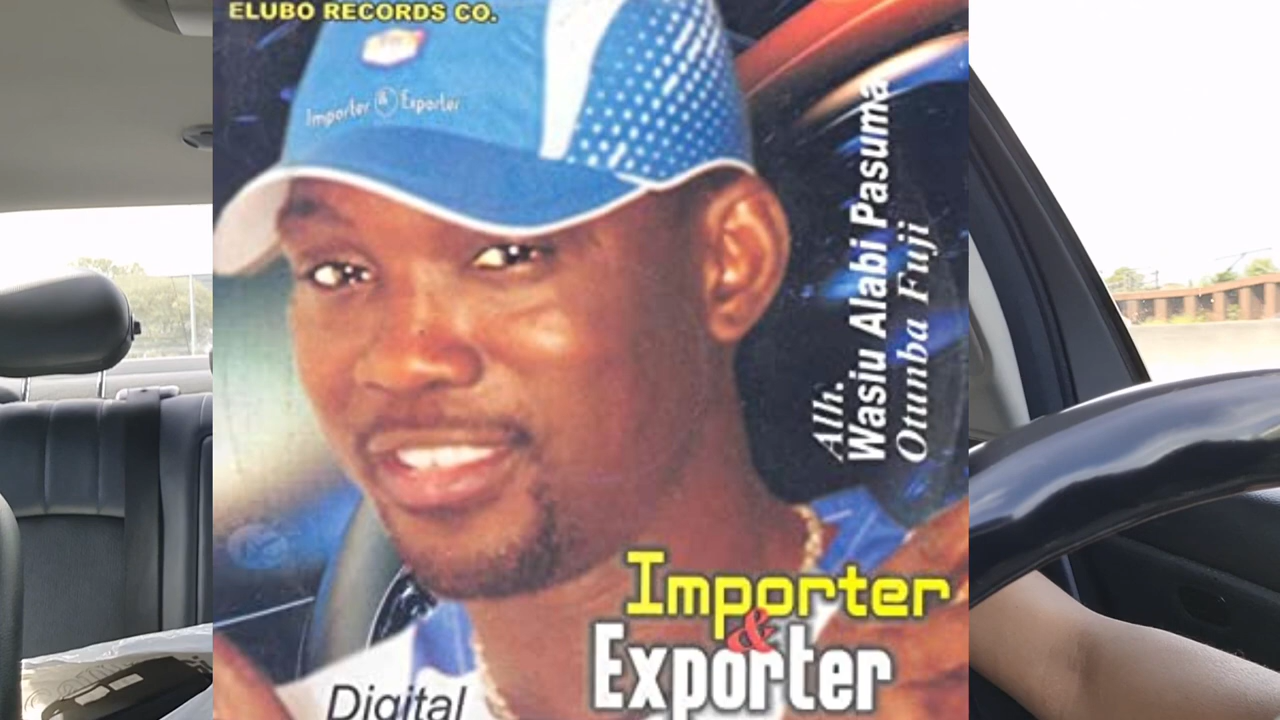 ELUBO RECORDS CO.
Importer & Exporter
Alh.
Wasiu Alabi Pasuma
Otunba Fuji
Importer
&
Exporter
Digital